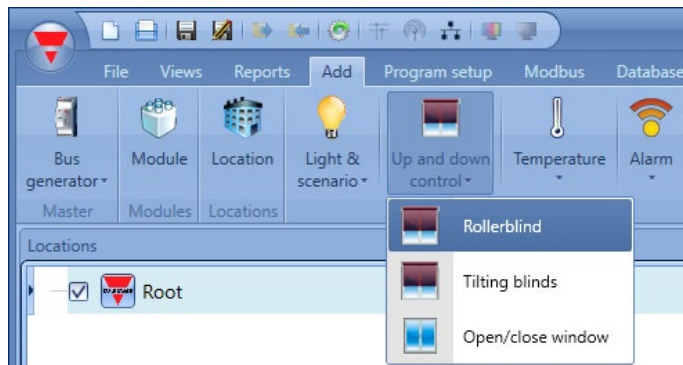 File Views Reports Add Program setup Modbus Database
Bus generator Module Location Light & scenario Up and down control Temperature Alarm
Master Modules Locations
Rollerblind
Locations
Tilting blinds
Root
Open/close window